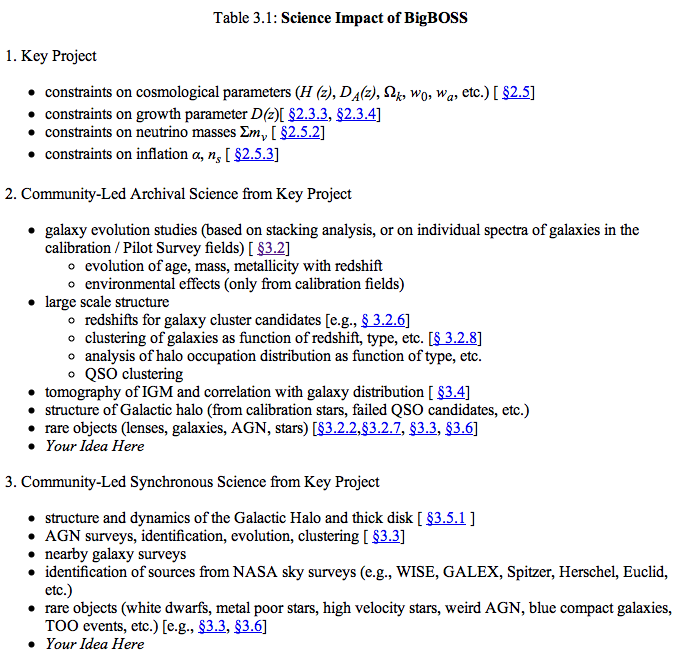 Table 3.1: Science Impact of BigBOSS
1. Key Project
• constraints on cosmological parameters (H (z), D_A(z), Ω_k, w_0, w_a, etc.) [ §2.5]
• constraints on growth parameter D(z)[ §2.3.3, §2.3.4]
• constraints on neutrino masses Σm_ν [ §2.5.2]
• constraints on inflation α, n_s [ §2.5.3]
2. Community-Led Archival Science from Key Project
• galaxy evolution studies (based on stacking analysis, or on individual spectra of galaxies in the
calibration / Pilot Survey fields) [ §3.2]
◦ evolution of age, mass, metallicity with redshift
◦ environmental effects (only from calibration fields)
• large scale structure
◦ redshifts for galaxy cluster candidates [e.g., § 3.2.6]
◦ clustering of galaxies as function of redshift, type, etc. [§ 3.2.8]
◦ analysis of halo occupation distribution as function of type, etc.
◦ QSO clustering
• tomography of IGM and correlation with galaxy distribution [ §3.4]
• structure of Galactic halo (from calibration stars, failed QSO candidates, etc.)
• rare objects (lenses, galaxies, AGN, stars) [§3.2.2,§3.2.7, §3.3, §3.6]
• Your Idea Here
3. Community-Led Synchronous Science from Key Project
• structure and dynamics of the Galactic Halo and thick disk [ §3.5.1 ]
• AGN surveys, identification, evolution, clustering [ §3.3]
• nearby galaxy surveys
• identification of sources from NASA sky surveys (e.g., WISE, GALEX, Spitzer, Herschel, Euclid,
etc.)
• rare objects (white dwarfs, metal poor stars, high velocity stars, weird AGN, blue compact galaxies,
TOO events, etc.) [e.g., §3.3, §3.6]
• Your Idea Here